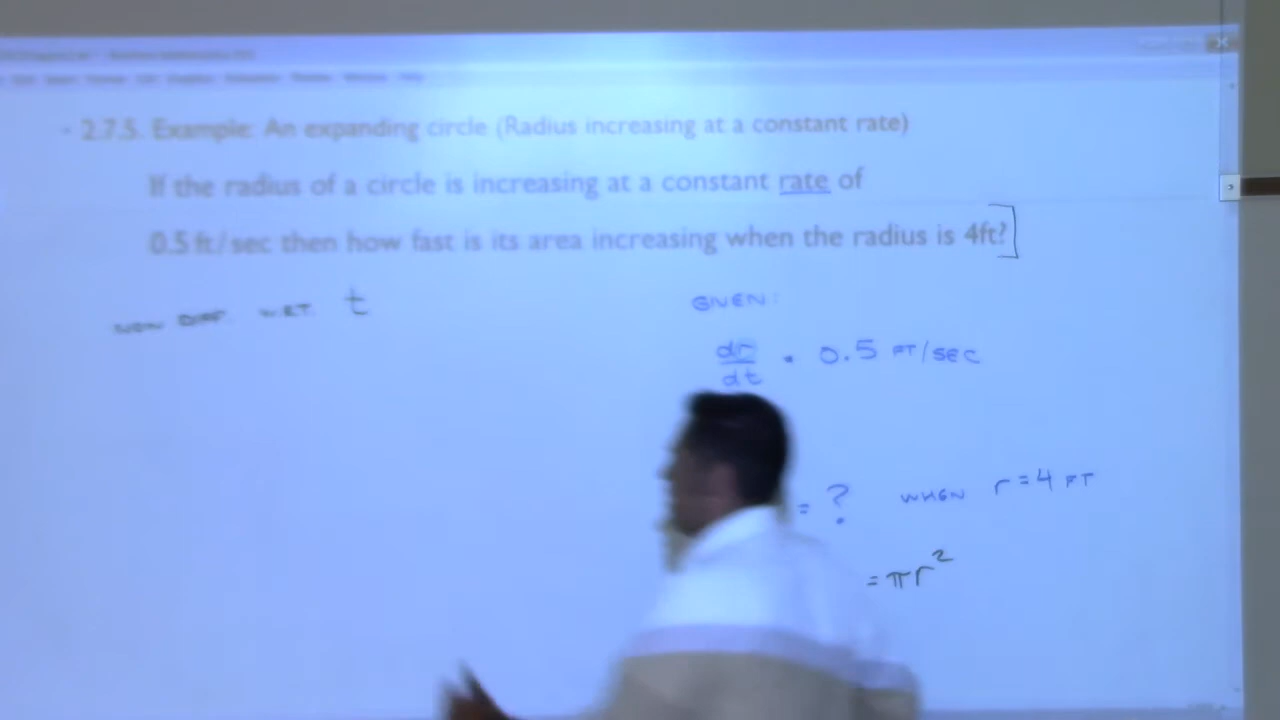 - 2.7.5. Example: An expanding circle (Radius increasing at a constant rate)
If the radius of a circle is increasing at a constant rate of
0.5 ft/sec then how fast is its area increasing when the radius is 4ft?]
NOW DIFF. W.R.T. t
GIVEN:
dr/dt = 0.5 FT/SEC
= ? WHEN r = 4 FT
= πr²